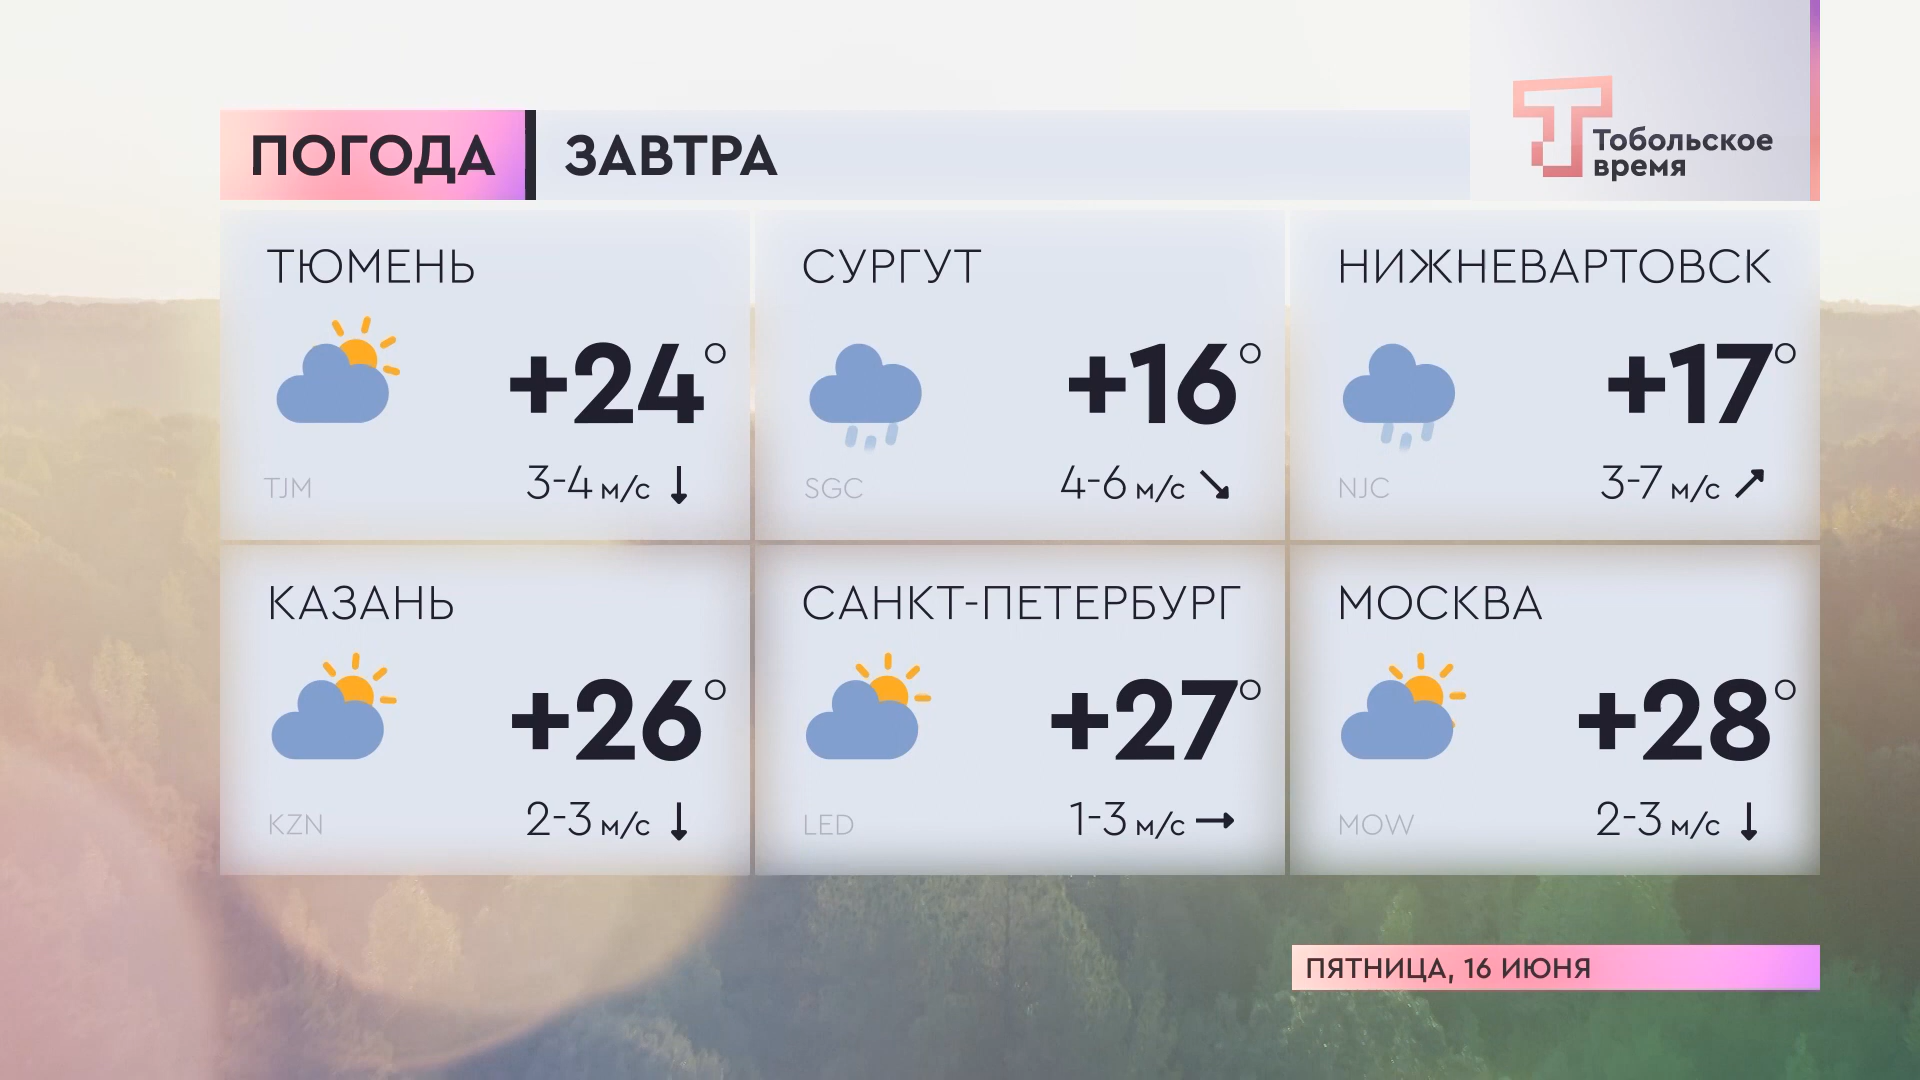 ПОГОДА ЗАВТРА
Тобольское
время
ТЮМЕНЬ
+24°
TJM
3-4 м/с
СУРГУТ
+16°
SGC
4-6 м/с
НИЖНЕВАРТОВСК
+17°
NJC
3-7 м/с
КАЗАНЬ
+26°
KZN
2-3 м/с
САНКТ-ПЕТЕРБУРГ
+27°
LED
1-3 м/с
МОСКВА
+28°
MOW
2-3 м/с
ПЯТНИЦА, 16 ИЮНЯ